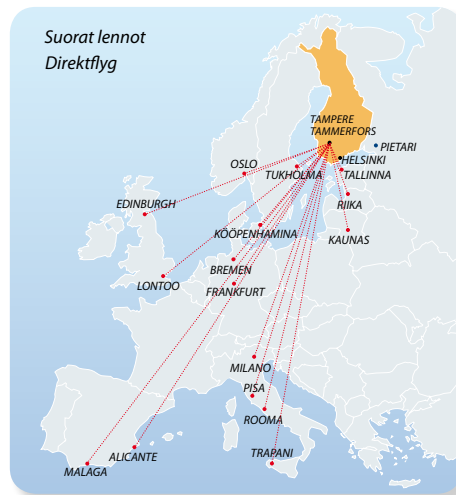 Suorat lennot
Direktflyg
TAMPERE
TAMMERFORS
PIETARI
HELSINKI
OSLO
TUKHOLMA
TALLINNA
EDINBURGH
RIIKA
KÖÖPENHAMINA
KAUNAS
BREMEN
LONTOO
FRANKFURT
MILANO
PISA
ROOMA
ALICANTE
TRAPANI
MALAGA